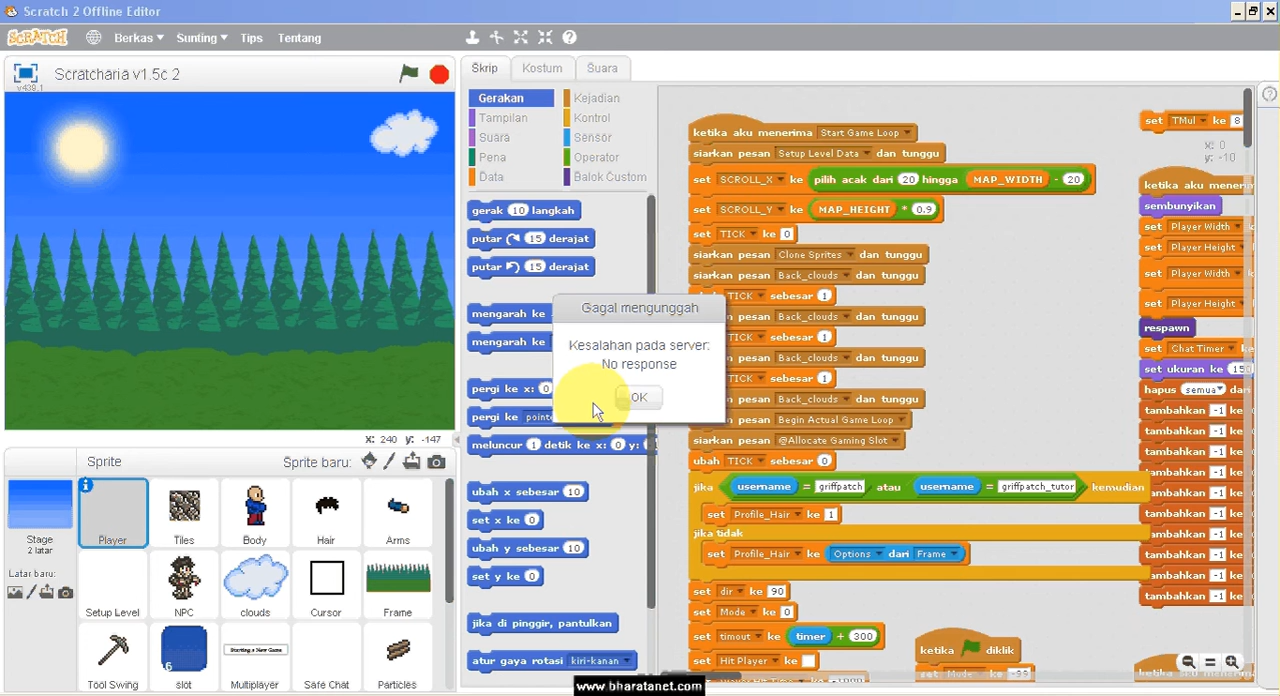 Scratch 2 Offline Editor
SCRATCH Berkas Sunting Tips Tentang
Scratcharia v1.5c 2
v439.1
X: 240 y: -147
Sprite Sprite baru:
Stage
2 latar
Latar baru:
Player Tiles Body Hair Arms
Setup Level NPC clouds Cursor Frame
Starting a New Game
Tool Swing slot Multiplayer Safe Chat Particles
Skrip Kostum Suara
Gerakan Kejadian
Tampilan Kontrol
Suara Sensor
Pena Operator
Data Balok Custom
gerak 10 langkah
putar 15 derajat
putar 15 derajat
mengarah ke
mengarah ke
pergi ke x: 0
pergi ke
meluncur 1 detik ke x: 0 y:
ubah x sebesar 10
set x ke 0
ubah y sebesar 10
set y ke 0
jika di pinggir, pantulkan
atur gaya rotasi kiri-kanan
Gagal mengunggah
Kesalahan pada server:
No response
OK
ketika aku menerima Start Game Loop
siarkan pesan Setup Level Data dan tunggu
set SCROLL_X ke pilih acak dari 20 hingga MAP_WIDTH - 20
set SCROLL_Y ke MAP_HEIGHT * 0.9
set TICK ke 0
siarkan pesan Clone Sprites dan tunggu
siarkan pesan Back_clouds dan tunggu
TICK sebesar 1
pesan Back_clouds dan tunggu
TICK sebesar 1
pesan Back_clouds dan tunggu
TICK sebesar 1
pesan Back_clouds dan tunggu
pesan Begin Actual Game Loop
siarkan pesan @Allocate Gaming Slot
ubah TICK sebesar 0
jika username = griffpatch atau username = griffpatch_tutor kemudian
set Profile_Hair ke 1
jika tidak
set Profile_Hair ke Options dari Frame
set dir ke 90
set Mode ke 0
set timout ke timer + 300
set Hit Player ke
ketika diklik
set Mode ke -99
set TMul ke 8
x: 0
y: -10
ketika aku
sembunyikan
set Player Width
set Player Height
set Player Width
set Player Height
respawn
set Chat Timer
set ukuran ke
hapus semua dari
tambahkan -1 ke
tambahkan -1 ke
tambahkan -1 ke
tambahkan -1 ke
tambahkan -1 ke
tambahkan -1 ke
tambahkan -1 ke
tambahkan -1 ke
tambahkan -1 ke
tambahkan -1 ke
www.bharatanet.com